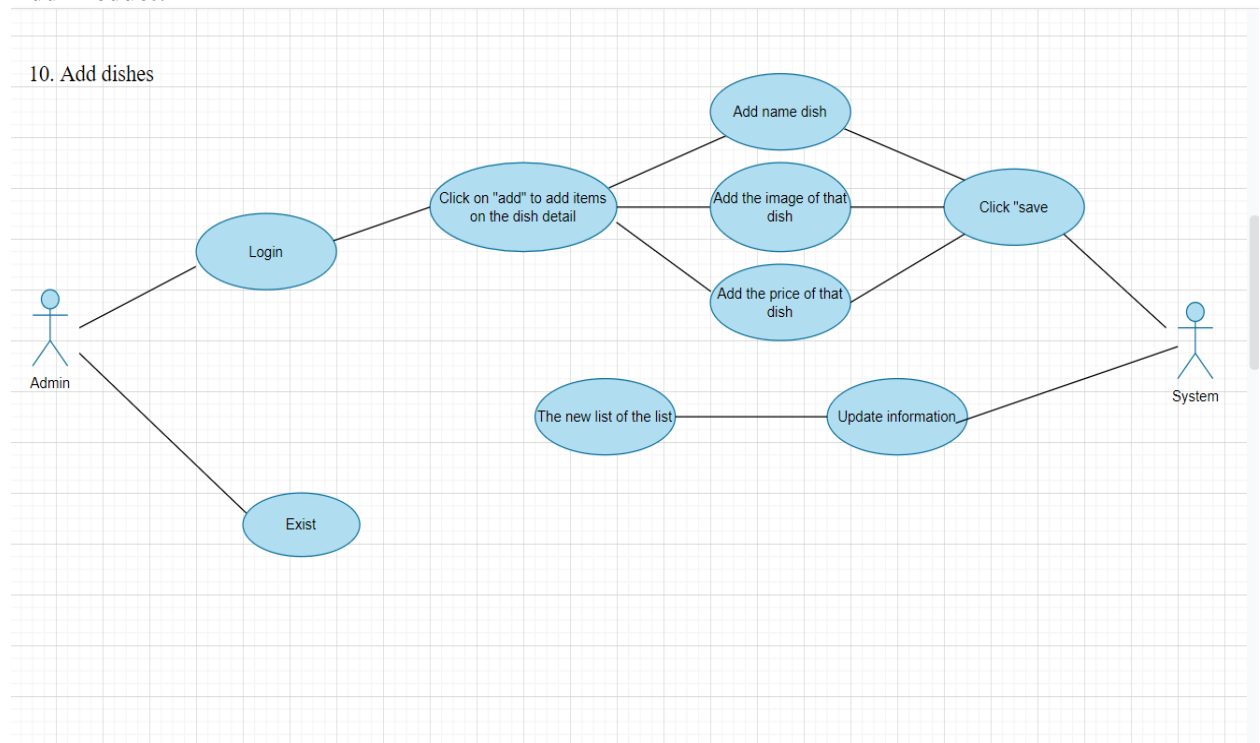 10. Add dishes
Add name dish
Click on "add" to add items
on the dish detail
Add the image of that
dish
Click "save
Login
Add the price of that
dish
Admin
System
The new list of the list
Update information
Exist